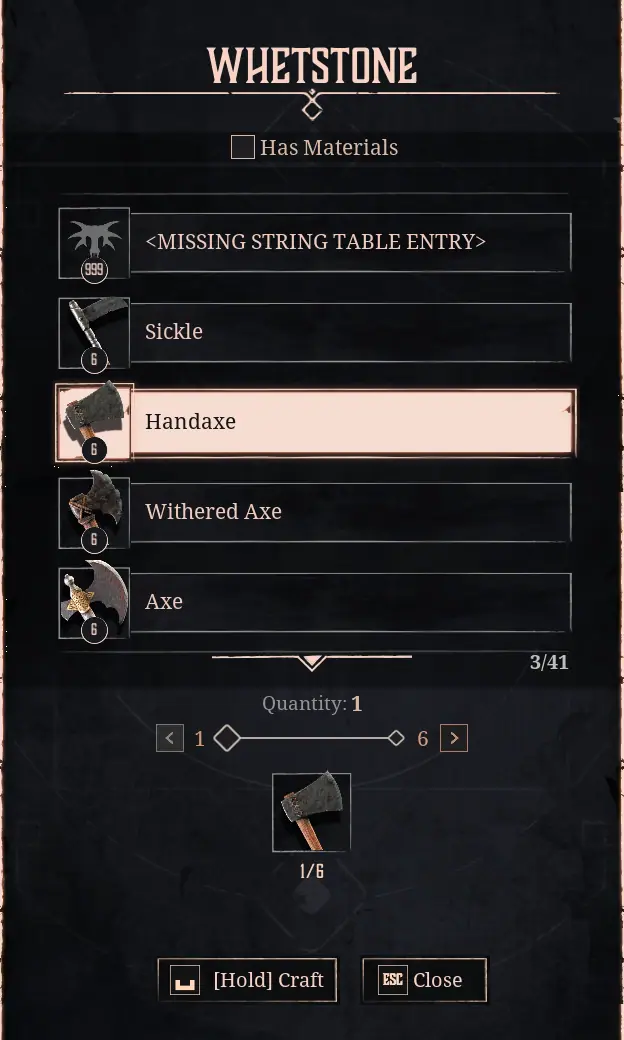 WHETSTONE
Has Materials
<MISSING STRING TABLE ENTRY>
999
Sickle
6
Handaxe
6
Withered Axe
6
Axe
6
3/41
Quantity: 1
< 1 6 >
1/6
[Hold] Craft
ESC Close